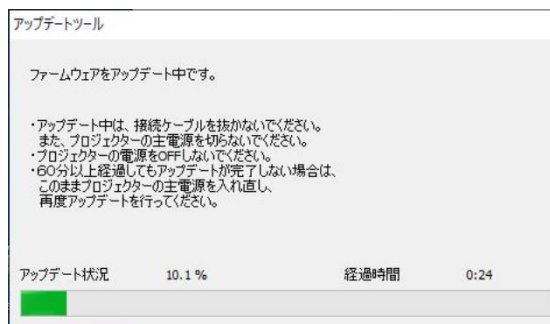 アップデートツール
ファームウェアをアップデート中です。
・アップデート中は、接続ケーブルを抜かないでください。
また、プロジェクターの主電源を切らないでください。
・プロジェクターの電源をOFFしないでください。
・60分以上経過してもアップデートが完了しない場合は、
このままプロジェクターの主電源を入れ直し、
再度アップデートを行ってください。
アップデート状況 10.1 % 経過時間 0:24